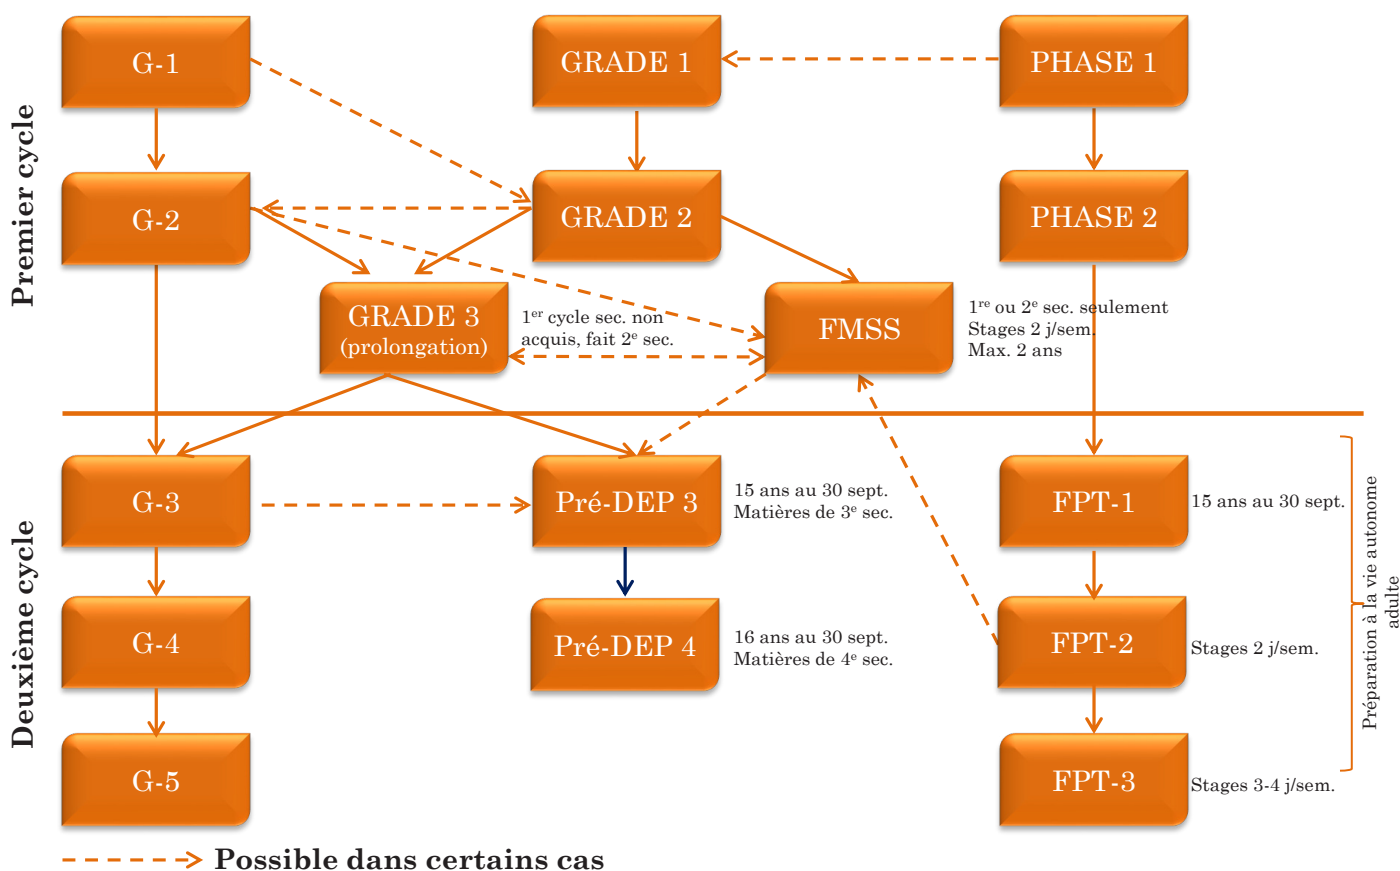 Premier cycle
G-1
GRADE 1
PHASE 1
G-2
GRADE 2
PHASE 2
GRADE 3
(prolongation)
1er cycle sec. non
acquis, fait 2e sec.
FMSS
1re ou 2e sec. seulement
Stages 2 j/sem.
Max. 2 ans
Deuxième cycle
G-3
Pré-DEP 3
15 ans au 30 sept.
Matières de 3e sec.
FPT-1
15 ans au 30 sept.
G-4
Pré-DEP 4
16 ans au 30 sept.
Matières de 4e sec.
FPT-2
Stages 2 j/sem.
G-5
FPT-3
Stages 3-4 j/sem.
Préparation à la vie autonome
adulte
Possible dans certains cas